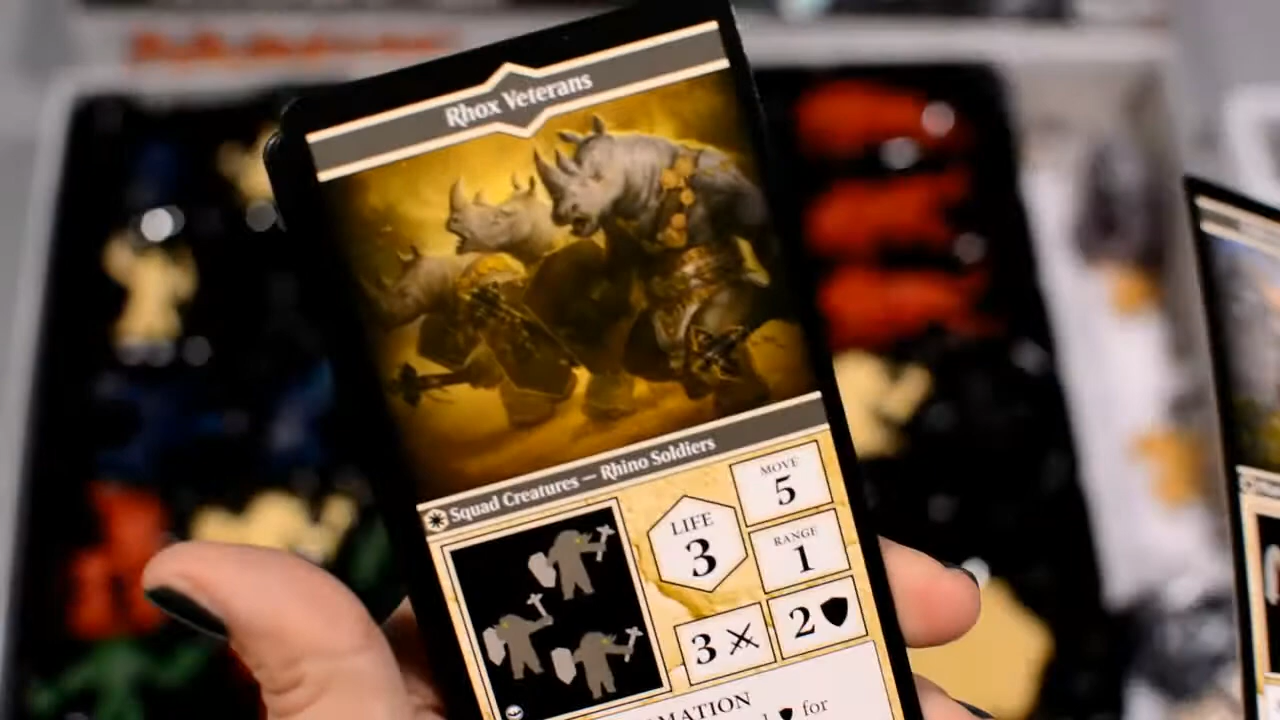 Rhox Veterans
Squad Creatures — Rhino Soldiers
MOVE
5
LIFE
3
RANGE
1
3
2
MATION
for